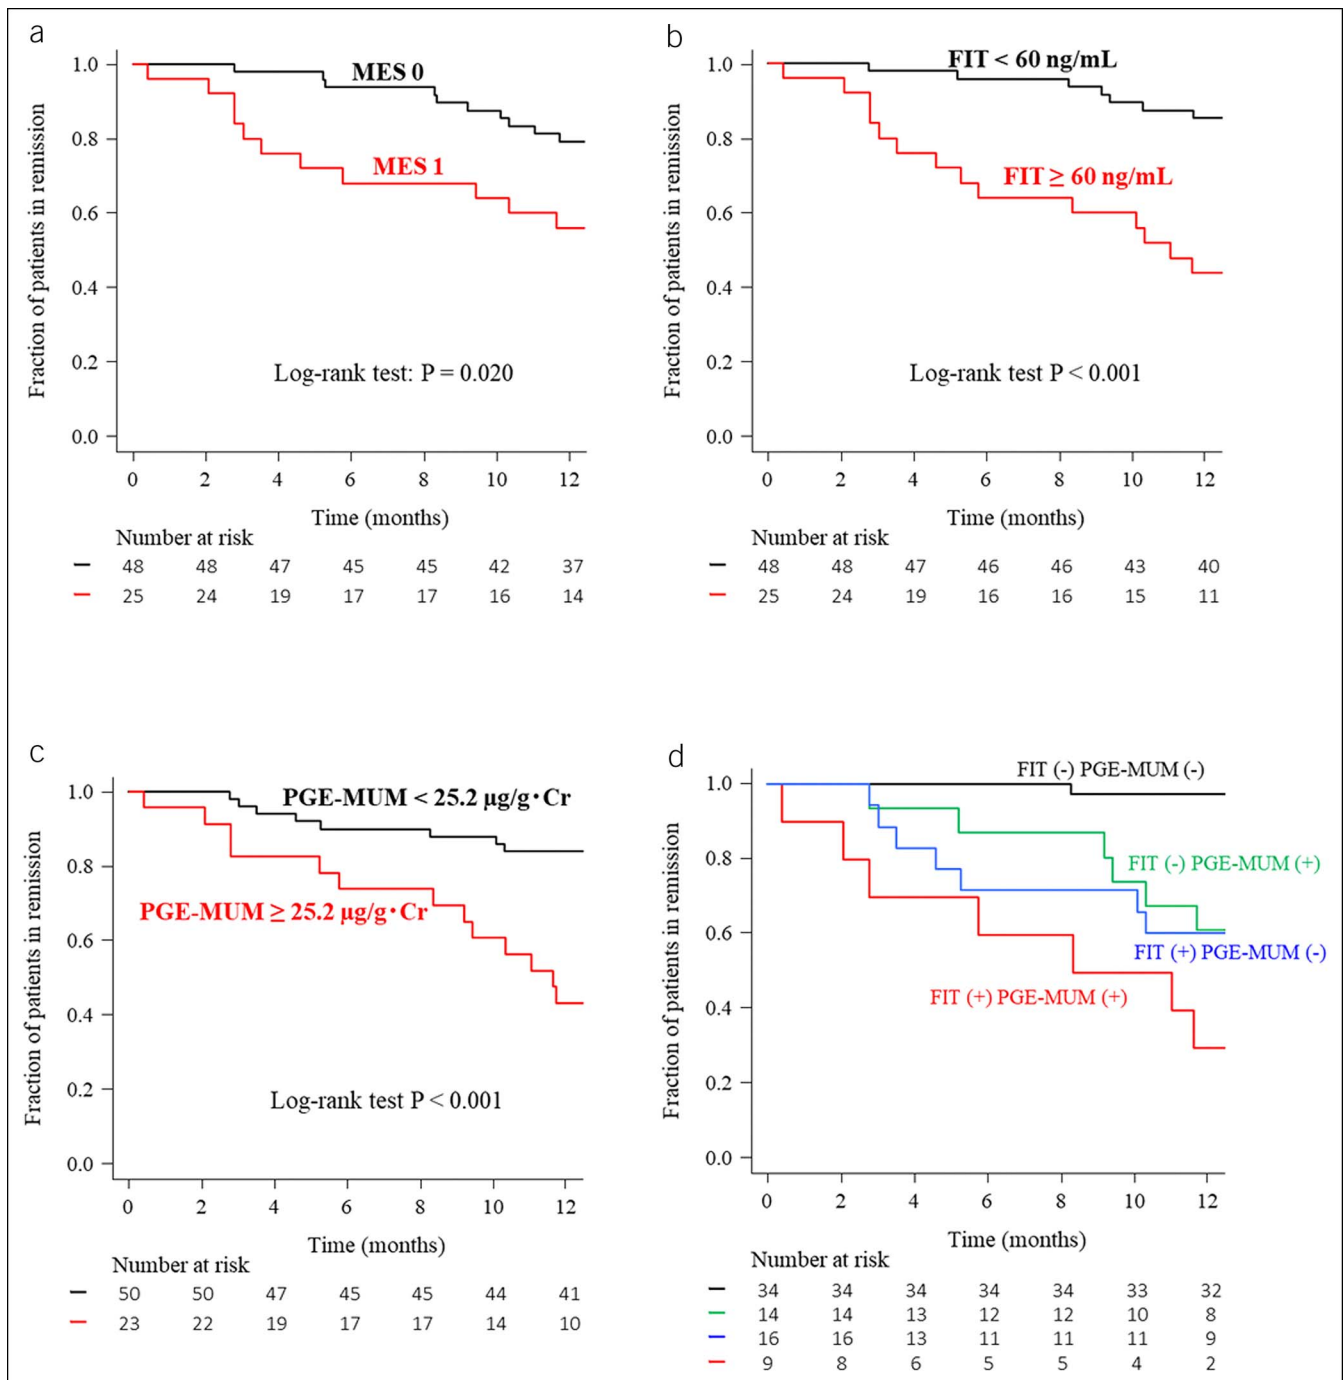 a
Fraction of patients in remission
1.0
0.8
0.6
0.4
0.2
0.0
MES 0
MES 1
Log-rank test: P = 0.020
0 2 4 6 8 10 12
Time (months)
Number at risk
48 48 47 45 45 42 37
25 24 19 17 17 16 14
b
Fraction of patients in remission
1.0
0.8
0.6
0.4
0.2
0.0
FIT < 60 ng/mL
FIT ≥ 60 ng/mL
Log-rank test P < 0.001
0 2 4 6 8 10 12
Time (months)
Number at risk
48 48 47 46 46 43 40
25 24 19 16 16 15 11
c
Fraction of patients in remission
1.0
0.8
0.6
0.4
0.2
0.0
PGE-MUM < 25.2 μg/g・Cr
PGE-MUM ≥ 25.2 μg/g・Cr
Log-rank test P < 0.001
0 2 4 6 8 10 12
Time (months)
Number at risk
50 50 47 45 45 44 41
23 22 19 17 17 14 10
d
Fraction of patients in remission
1.0
0.8
0.6
0.4
0.2
0.0
FIT (-) PGE-MUM (-)
FIT (-) PGE-MUM (+)
FIT (+) PGE-MUM (-)
FIT (+) PGE-MUM (+)
0 2 4 6 8 10 12
Time (months)
Number at risk
34 34 34 34 34 33 32
14 14 13 12 12 10 8
16 16 13 11 11 11 9
9 8 6 5 5 4 2